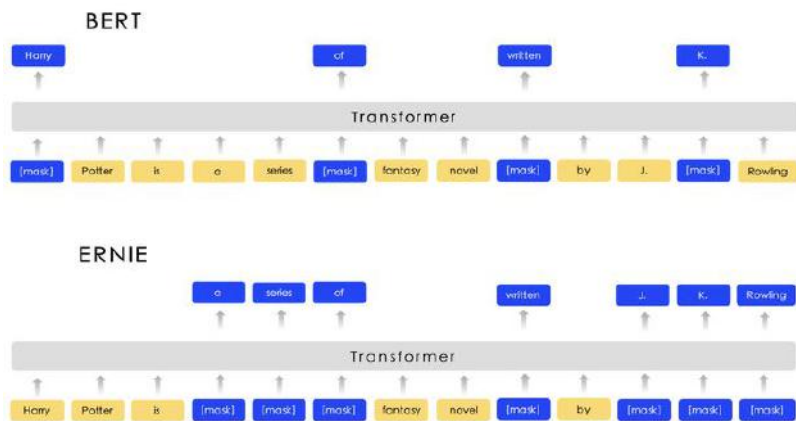 BERT
Harry of written K.
Transformer
[mask] Potter is a series [mask] fantasy novel [mask] by J. [mask] Rowling
ERNIE
a series of written J. K. Rowling
Transformer
Harry Potter is [mask] [mask] [mask] fantasy novel [mask] by [mask] [mask] [mask]